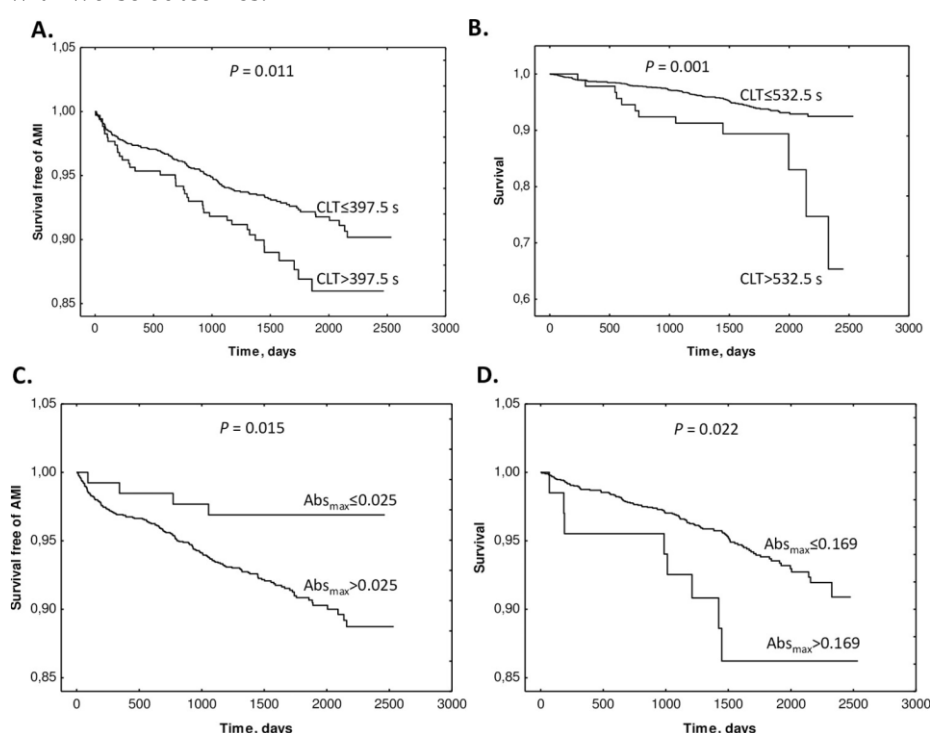 A.
1,05
1,00
0,95
0,90
0,85
Survival free of AMI
P = 0.011
CLT≤397.5 s
CLT>397.5 s
0 500 1000 1500 2000 2500 3000
Time, days
B.
1,0
0,9
0,8
0,7
0,6
Survival
P = 0.001
CLT≤532.5 s
CLT>532.5 s
0 500 1000 1500 2000 2500 3000
Time, days
C.
1,05
1,00
0,95
0,90
0,85
Survival free of AMI
P = 0.015
Absmax≤0.025
Absmax>0.025
0 500 1000 1500 2000 2500 3000
Time, days
D.
1,05
1,00
0,95
0,90
0,85
Survival
P = 0.022
Absmax≤0.169
Absmax>0.169
0 500 1000 1500 2000 2500 3000
Time, days